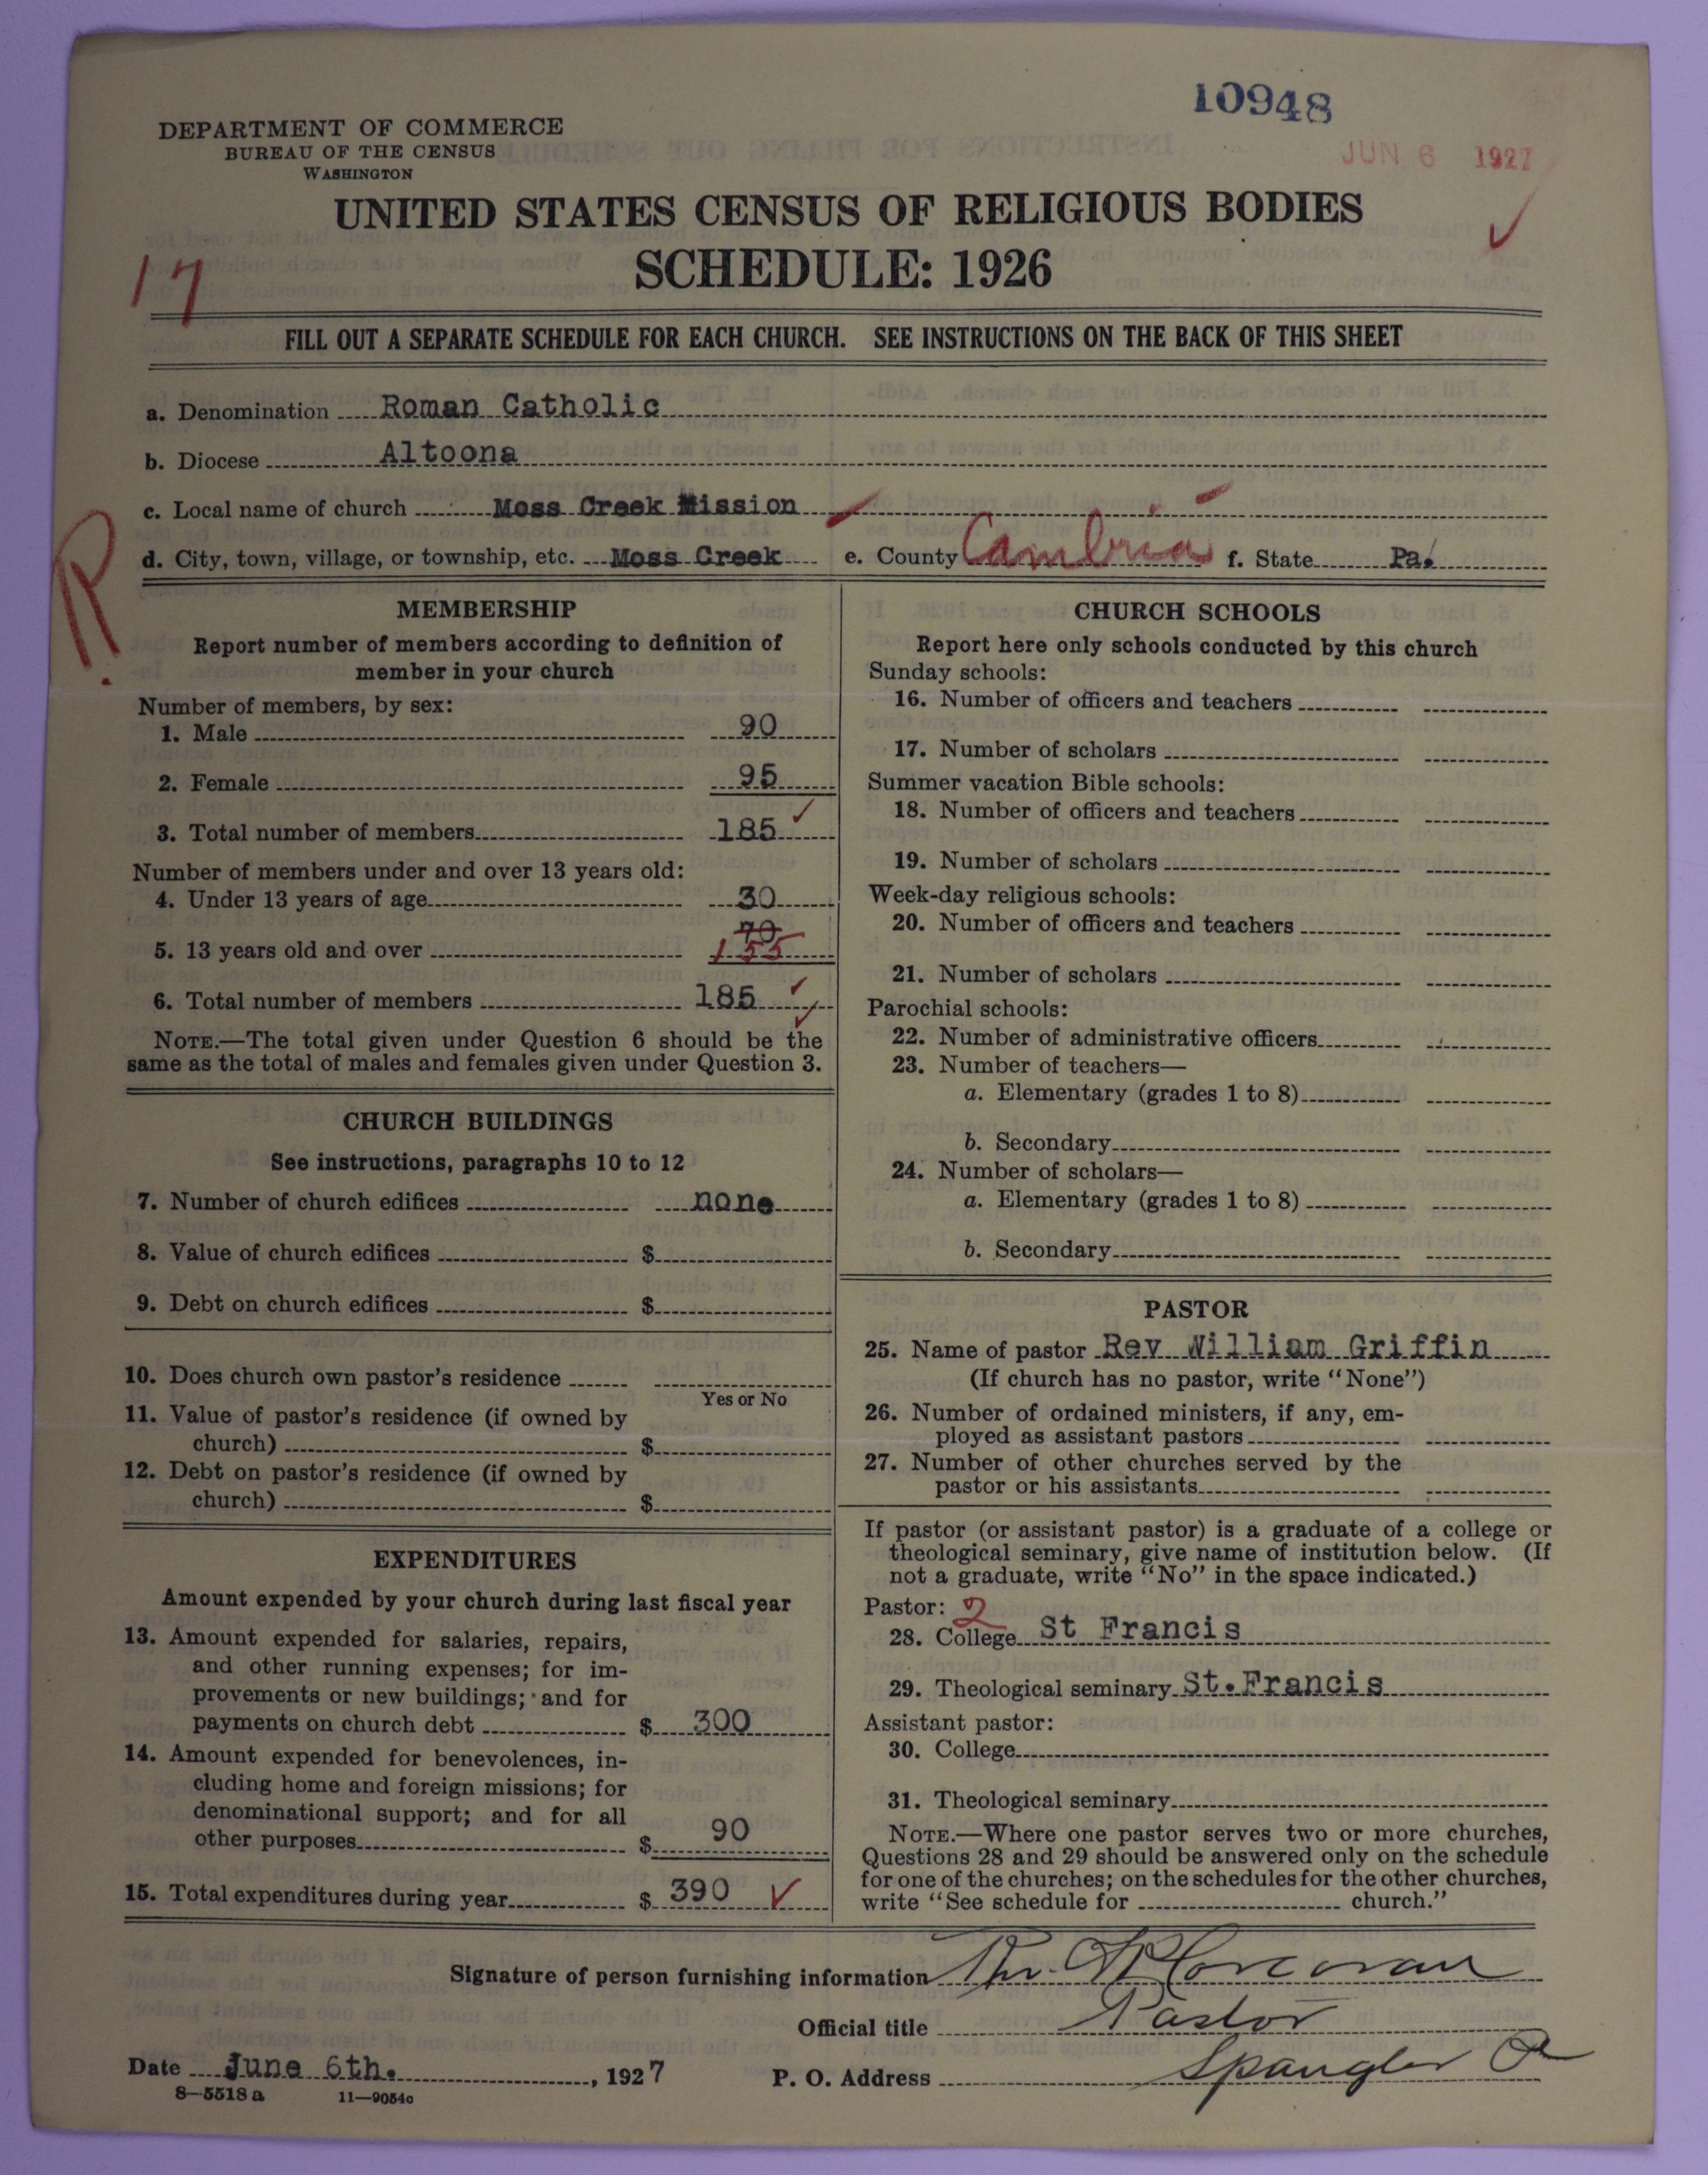 10948
JUN 6 1927
DEPARTMENT OF COMMERCE
BUREAU OF THE CENSUS
WASHINGTON
UNITED STATES CENSUS OF RELIGIOUS BODIES
SCHEDULE: 1926
17
FILL OUT A SEPARATE SCHEDULE FOR EACH CHURCH. SEE INSTRUCTIONS ON THE BACK OF THIS SHEET
a. Denomination Roman Catholic
b. Diocese Altoona
c. Local name of church Moss Creek Mission
d. City, town, village, or township, etc. Moss Creek e. County Cambria f. State Pa.
R.
MEMBERSHIP
Report number of members according to definition of
member in your church
Number of members, by sex:
1. Male 90
2. Female 95
3. Total number of members 185
Number of members under and over 13 years old:
4. Under 13 years of age 30
70
5. 13 years old and over 155
6. Total number of members 185
NOTE.—The total given under Question 6 should be the
same as the total of males and females given under Question 3.
CHURCH BUILDINGS
See instructions, paragraphs 10 to 12
7. Number of church edifices none
8. Value of church edifices $
9. Debt on church edifices $
10. Does church own pastor's residence
Yes or No
11. Value of pastor's residence (if owned by
church) $
12. Debt on pastor's residence (if owned by
church) $
EXPENDITURES
Amount expended by your church during last fiscal year
13. Amount expended for salaries, repairs,
and other running expenses; for im-
provements or new buildings; and for
payments on church debt $ 300
14. Amount expended for benevolences, in-
cluding home and foreign missions; for
denominational support; and for all
other purposes $ 90
15. Total expenditures during year $ 390
CHURCH SCHOOLS
Report here only schools conducted by this church
Sunday schools:
16. Number of officers and teachers
17. Number of scholars
Summer vacation Bible schools:
18. Number of officers and teachers
19. Number of scholars
Week-day religious schools:
20. Number of officers and teachers
21. Number of scholars
Parochial schools:
22. Number of administrative officers
23. Number of teachers—
a. Elementary (grades 1 to 8)
b. Secondary
24. Number of scholars—
a. Elementary (grades 1 to 8)
b. Secondary
PASTOR
25. Name of pastor Rev William Griffin
(If church has no pastor, write "None")
26. Number of ordained ministers, if any, em-
ployed as assistant pastors
27. Number of other churches served by the
pastor or his assistants
If pastor (or assistant pastor) is a graduate of a college or
theological seminary, give name of institution below. (If
not a graduate, write "No" in the space indicated.)
Pastor: 2
28. College St Francis
29. Theological seminary St.Francis
Assistant pastor:
30. College
31. Theological seminary
NOTE.—Where one pastor serves two or more churches,
Questions 28 and 29 should be answered only on the schedule
for one of the churches; on the schedules for the other churches,
write "See schedule for church."
Signature of person furnishing information Corcoran
Official title Pastor
Date June 6th., 1927 P. O. Address Spangler Pa
8-5518 a 11-9054c